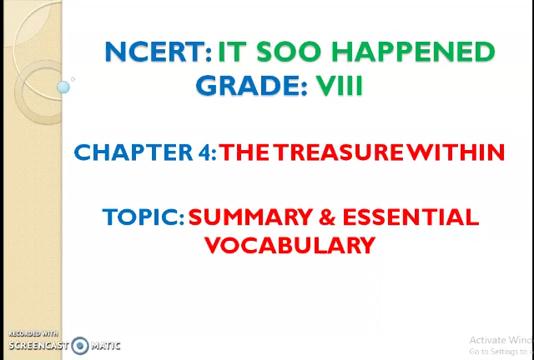 NCERT: IT SOO HAPPENED
GRADE: VIII
CHAPTER 4: THE TREASURE WITHIN
TOPIC: SUMMARY & ESSENTIAL
VOCABULARY
RECORDED WITH
SCREENCAST MATIC
Activate Wind
Go to Settings to